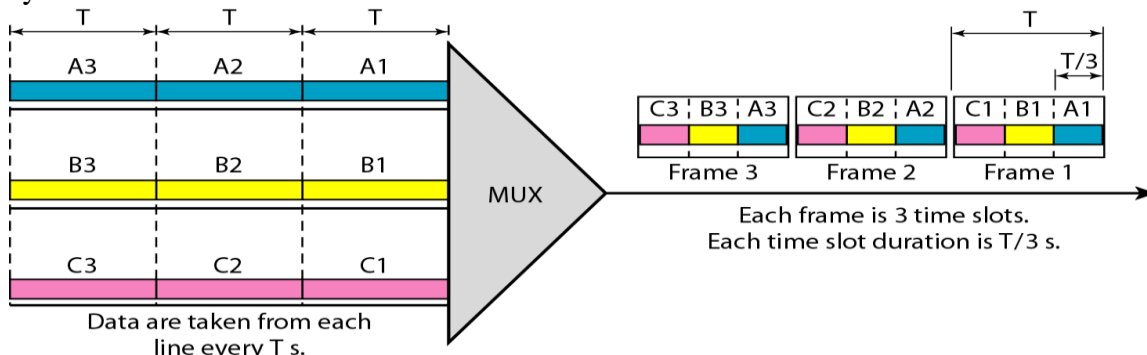 T T T
A3 A2 A1
B3 B2 B1
C3 C2 C1
Data are taken from each
line every T s.
MUX
T
T/3
C3 B3 A3 C2 B2 A2 C1 B1 A1
Frame 3 Frame 2 Frame 1
Each frame is 3 time slots.
Each time slot duration is T/3 s.